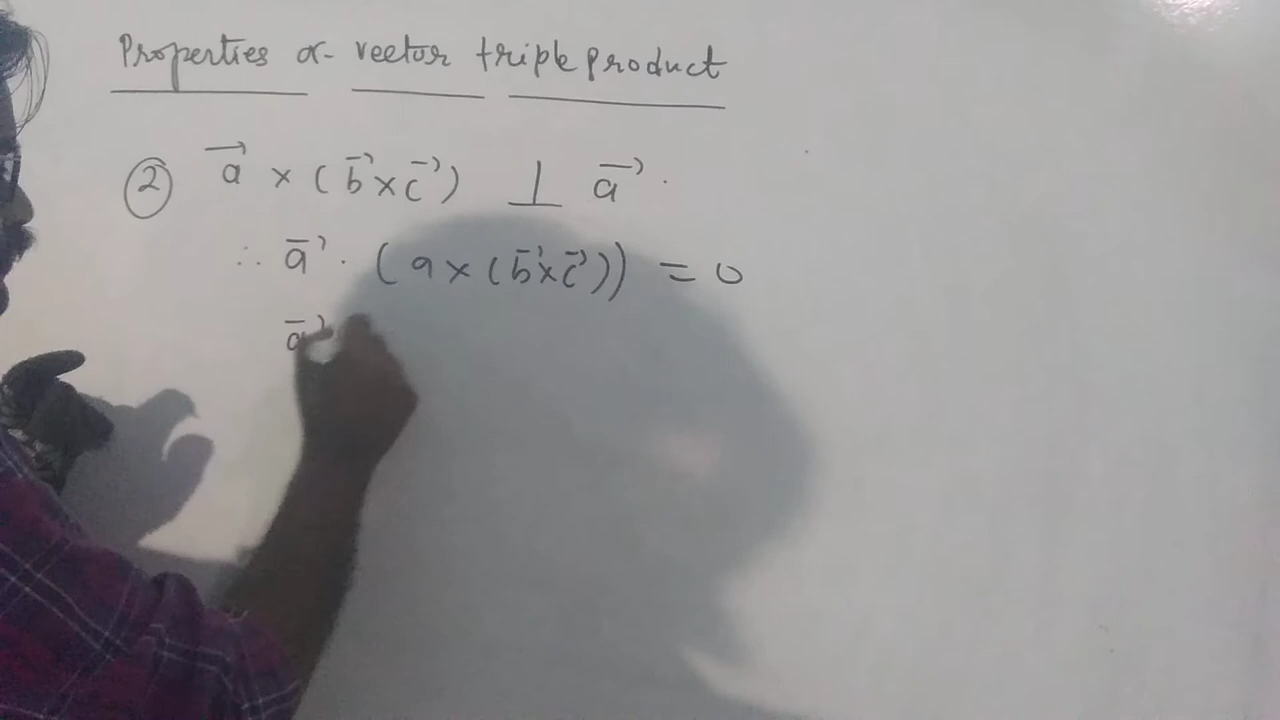 Properties of vector triple product
② a⃗ × (b⃗ × c⃗) ⊥ a⃗.
∴ a⃗ · (a × (b⃗ × c⃗)) = 0
a⃗